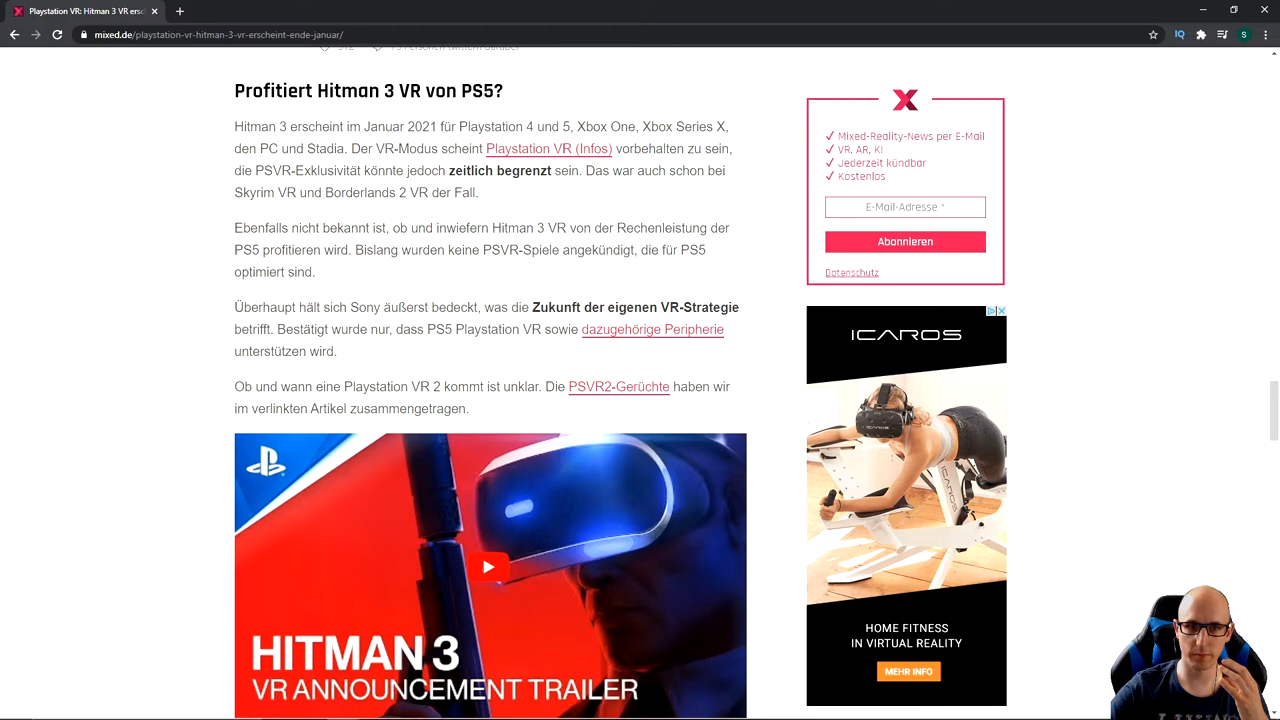 Playstation VR: Hitman 3 VR ersc
mixed.de/playstation-vr-hitman-3-vr-erscheint-ende-januar/
S
Profitiert Hitman 3 VR von PS5?
Hitman 3 erscheint im Januar 2021 für Playstation 4 und 5, Xbox One, Xbox Series X,
den PC und Stadia. Der VR-Modus scheint Playstation VR (Infos) vorbehalten zu sein,
die PSVR-Exklusivität könnte jedoch zeitlich begrenzt sein. Das war auch schon bei
Skyrim VR und Borderlands 2 VR der Fall.
Ebenfalls nicht bekannt ist, ob und inwiefern Hitman 3 VR von der Rechenleistung der
PS5 profitieren wird. Bislang wurden keine PSVR-Spiele angekündigt, die für PS5
optimiert sind.
Überhaupt hält sich Sony äußerst bedeckt, was die Zukunft der eigenen VR-Strategie
betrifft. Bestätigt wurde nur, dass PS5 Playstation VR sowie dazugehörige Peripherie
unterstützen wird.
Ob und wann eine Playstation VR 2 kommt ist unklar. Die PSVR2-Gerüchte haben wir
im verlinkten Artikel zusammengetragen.
HITMAN 3
VR ANNOUNCEMENT TRAILER
Mixed-Reality-News per E-Mail
VR, AR, KI
Jederzeit kündbar
Kostenlos
E-Mail-Adresse *
Abonnieren
Datenschutz
ICAROS
ICAROS
ICAROS
HOME FITNESS
IN VIRTUAL REALITY
MEHR INFO